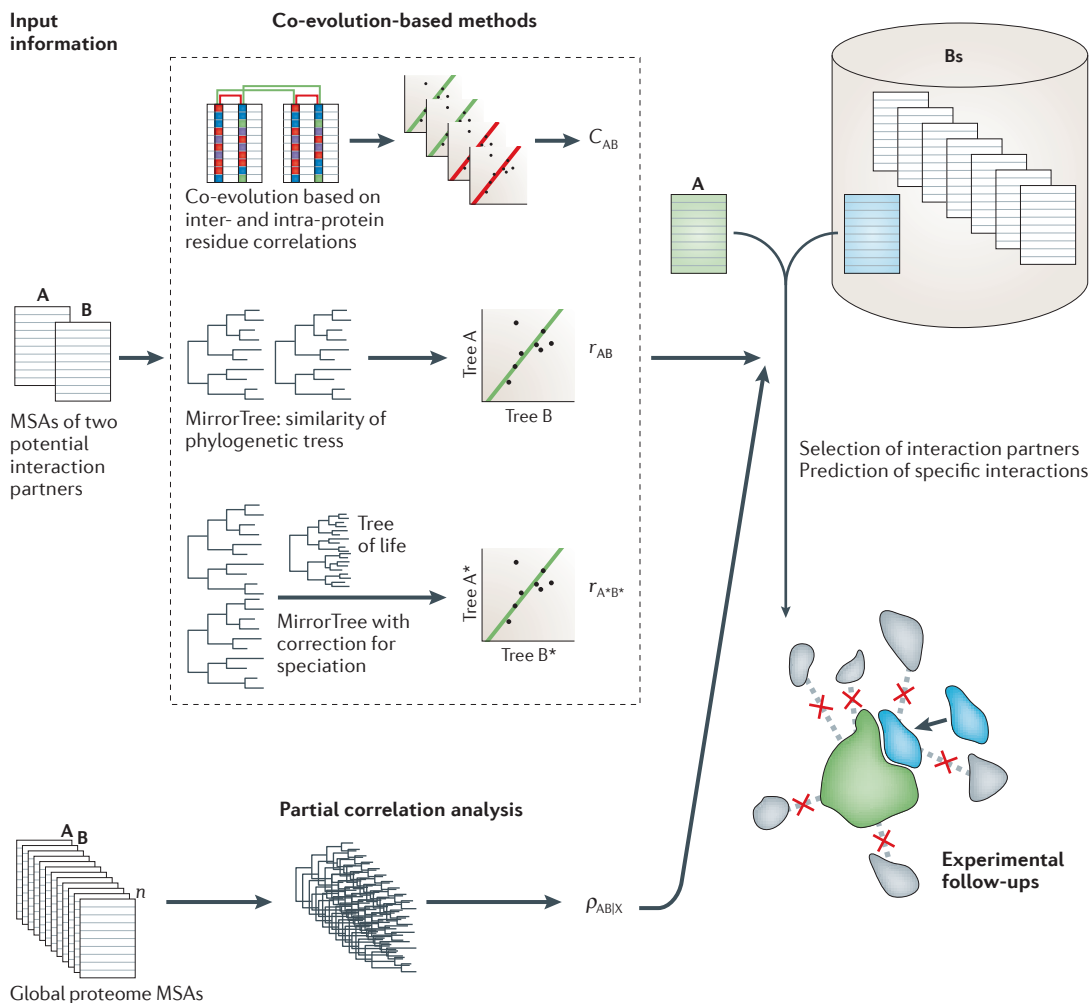 Input
information
Co-evolution-based methods
Bs
C_AB
A
Co-evolution based on
inter- and intra-protein
residue correlations
A
B
Tree A
r_AB
Tree B
MSAs of two
potential
interaction
partners
MirrorTree: similarity of
phylogenetic tress
Selection of interaction partners
Prediction of specific interactions
Tree
of life
Tree A*
r_A*B*
MirrorTree with
correction for
speciation
Tree B*
Partial correlation analysis
A
B
n
ρ_AB|X
Experimental
follow-ups
Global proteome MSAs